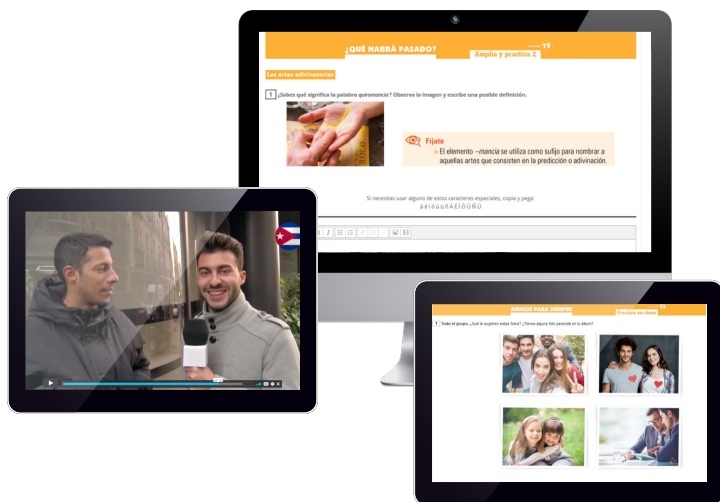 ¿QUÉ HABRÁ PASADO?
19
Amplía y practica 2
Las artes adivinatorias
1 ¿Sabes qué significa la palabra quiromancia? Observa la imagen y escribe una posible definición.
Fíjate
El elemento –mancia se utiliza como sufijo para nombrar a
aquellas artes que consisten en la predicción o adivinación.
Si necesitas usar alguno de estos caracteres especiales, copia y pega:
AMIGOS PARA SIEMPRE
Practica en clase
1 Todo el grupo. ¿Qué te sugieren estas fotos? ¿Tienes alguna foto parecida en tu álbum?